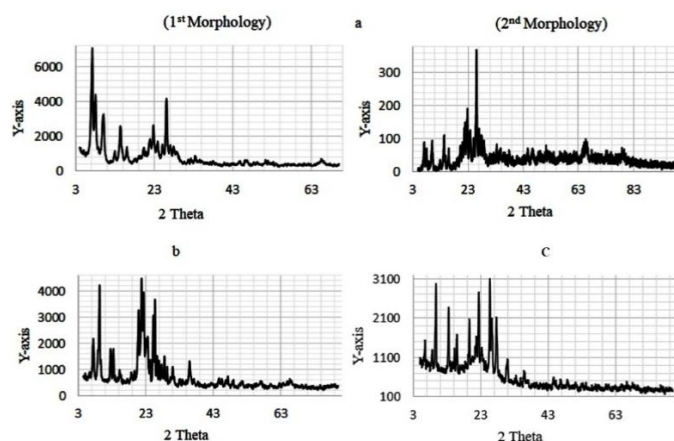 (1st Morphology) a (2nd Morphology)
6000
4000
2000
0
Y-axis
3 23 43 63
2 Theta
300
200
100
0
Y-axis
3 23 43 63 83
2 Theta
b
4000
3000
2000
1000
0
Y-axis
3 23 43 63
2 Theta
c
3100
2100
1100
100
Y-axis
3 23 43 63
2 Theta